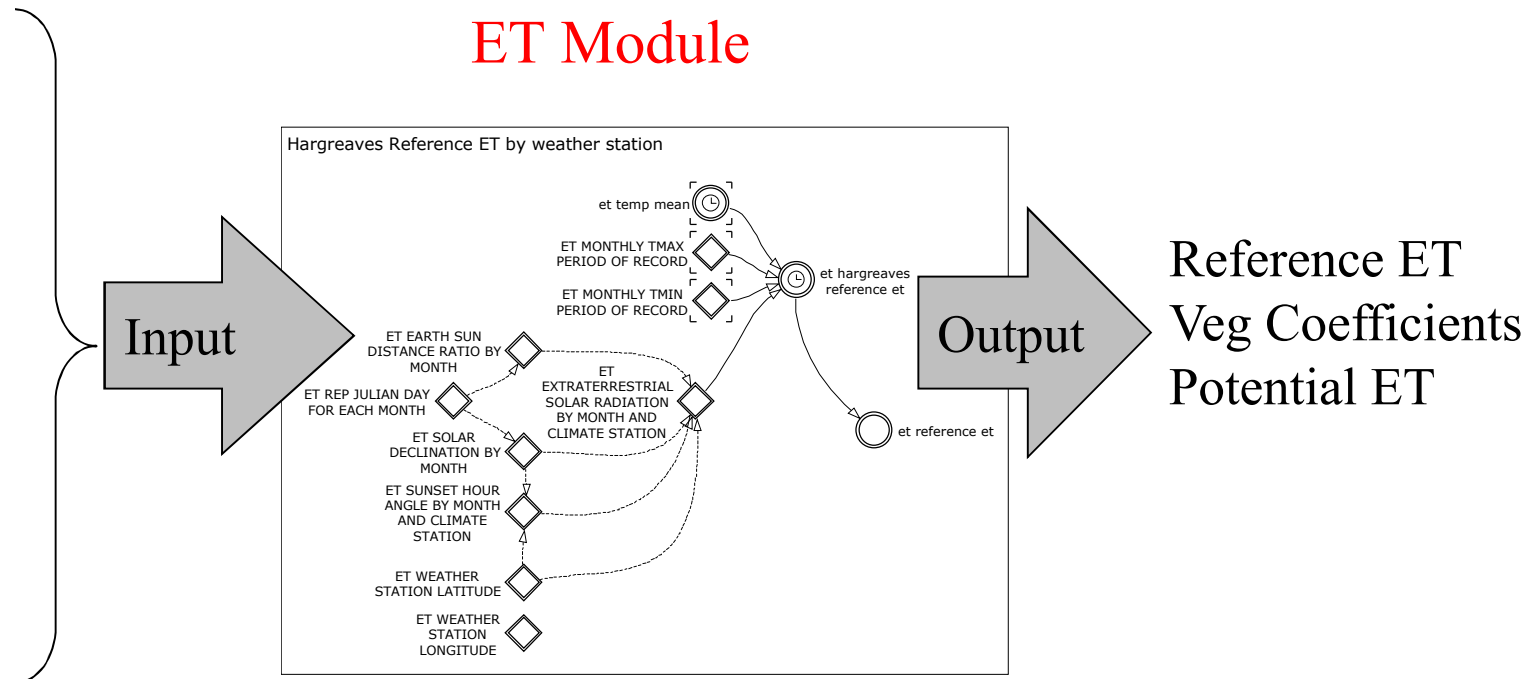 ET Module
Hargreaves Reference ET by weather station
et temp mean
ET MONTHLY TMAX
PERIOD OF RECORD
et hargreaves
reference et
ET MONTHLY TMIN
PERIOD OF RECORD
Input
ET EARTH SUN
DISTANCE RATIO BY
MONTH
ET REP JULIAN DAY
FOR EACH MONTH
ET
EXTRATERRESTRIAL
SOLAR RADIATION
BY MONTH AND
CLIMATE STATION
ET SOLAR
DECLINATION BY
MONTH
et reference et
ET SUNSET HOUR
ANGLE BY MONTH
AND CLIMATE
STATION
ET WEATHER
STATION LATITUDE
ET WEATHER
STATION
LONGITUDE
Output
Reference ET
Veg Coefficients
Potential ET